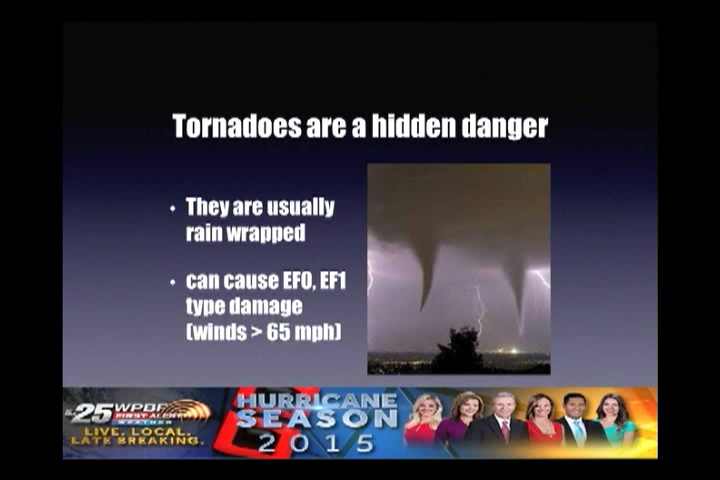 Tornadoes are a hidden danger
• They are usually
rain wrapped
• can cause EF0, EF1
type damage
(winds > 65 mph)
25 WPBF
FIRST ALERT
WEATHER
LIVE. LOCAL.
LATE BREAKING.
HURRICANE
SEASON
2015